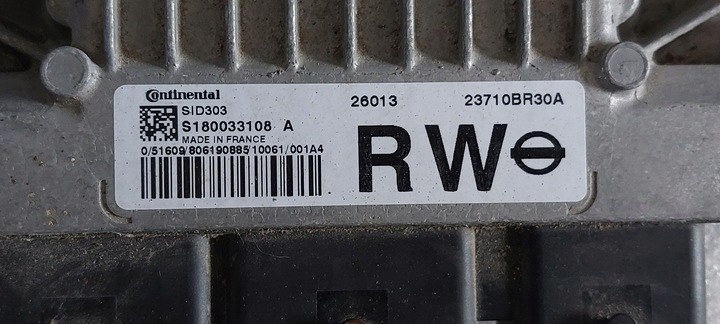 Continental
SID303
S180033108 A
MADE IN FRANCE
0/51609/806190885/10061/001A4
26013 23710BR30A
RW